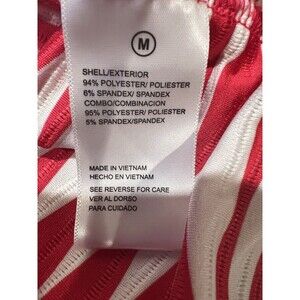 M
SHELL/EXTERIOR
94% POLYESTER/ POLIESTER
6% SPANDEX/ SPANDEX
COMBO/COMBINACION
95% POLYESTER/ POLIESTER
5% SPANDEX/SPANDEX
MADE IN VIETNAM
HECHO EN VIETNAM
SEE REVERSE FOR CARE
VER AL DORSO
PARA CUIDADO